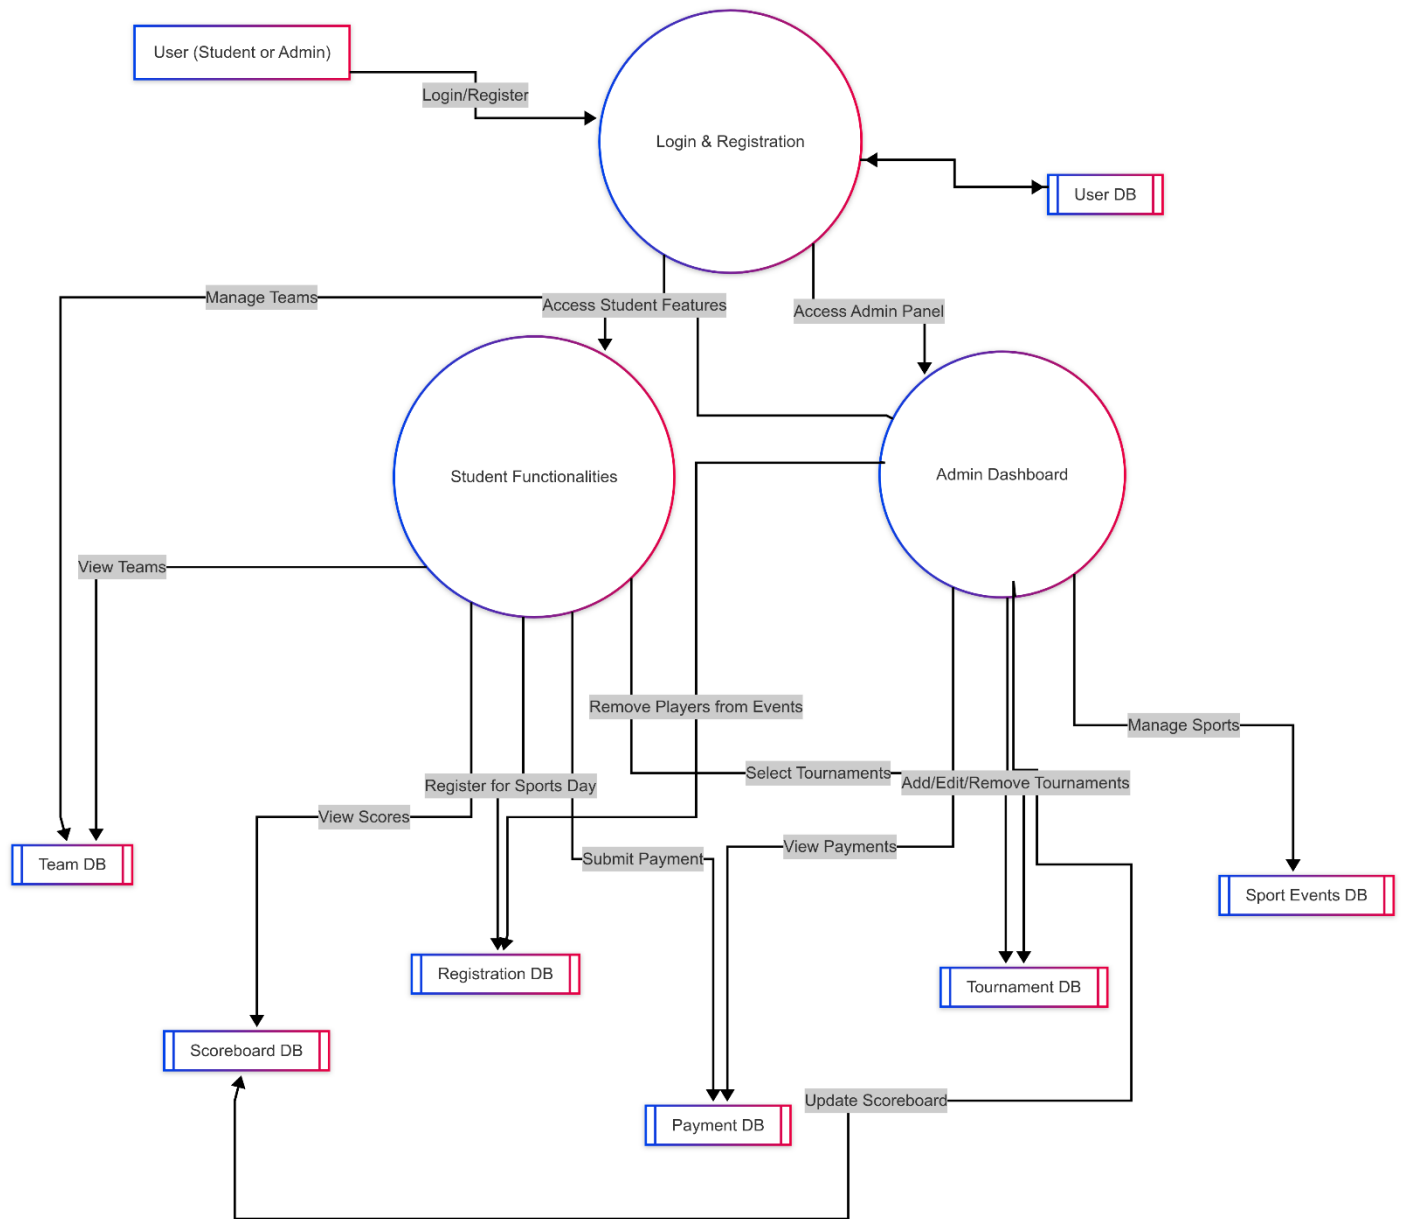 User (Student or Admin)
Login/Register
Login & Registration
User DB
Manage Teams
Access Student Features
Access Admin Panel
Student Functionalities
Admin Dashboard
View Teams
Remove Players from Events
Manage Sports
Select Tournaments
Add/Edit/Remove Tournaments
Register for Sports Day
View Scores
View Payments
Submit Payment
Team DB
Sport Events DB
Registration DB
Tournament DB
Scoreboard DB
Update Scoreboard
Payment DB